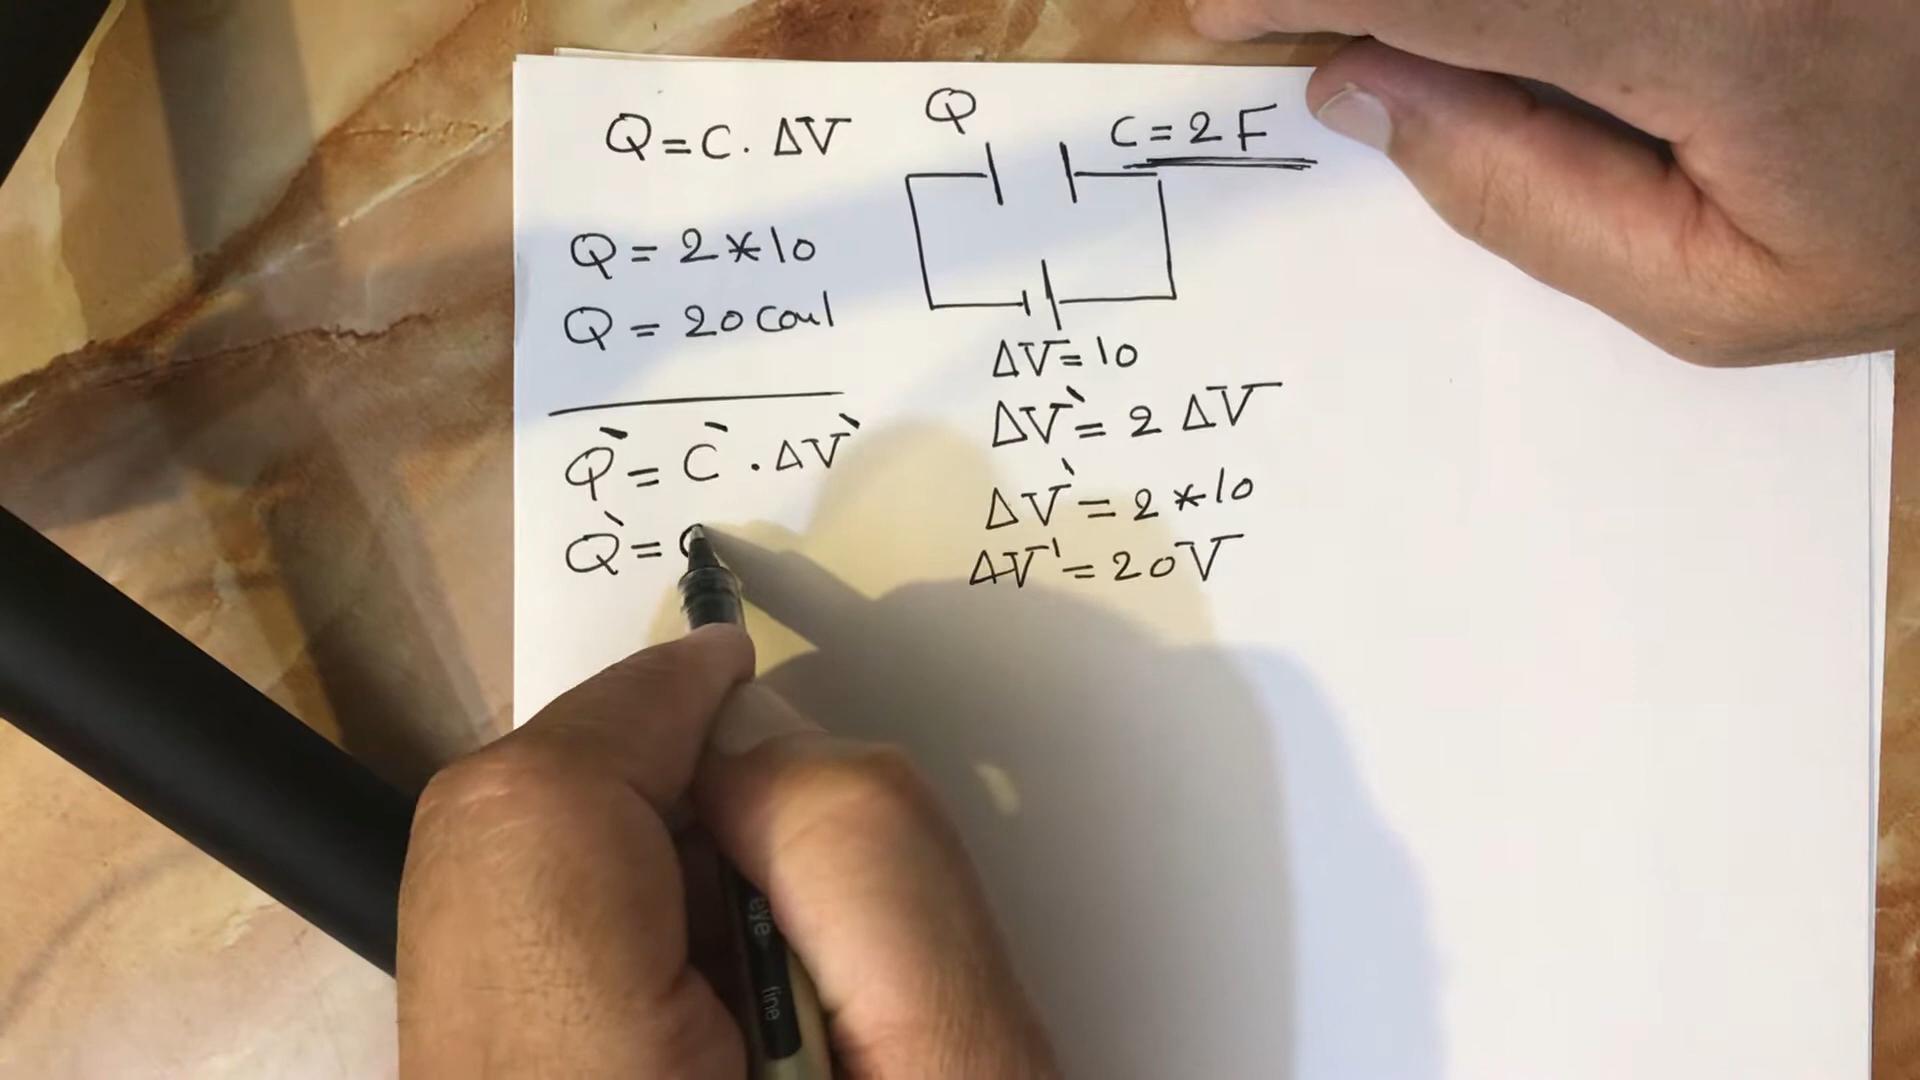 Q = C . ΔV
Q = 2 * 10
Q = 20 Coul
Q̀ = C̀ . ΔV̀
Q̀ =
Q
C = 2 F
ΔV = 10
ΔV̀ = 2 ΔV
ΔV̀ = 2 * 10
ΔV' = 20 V
eye
fine